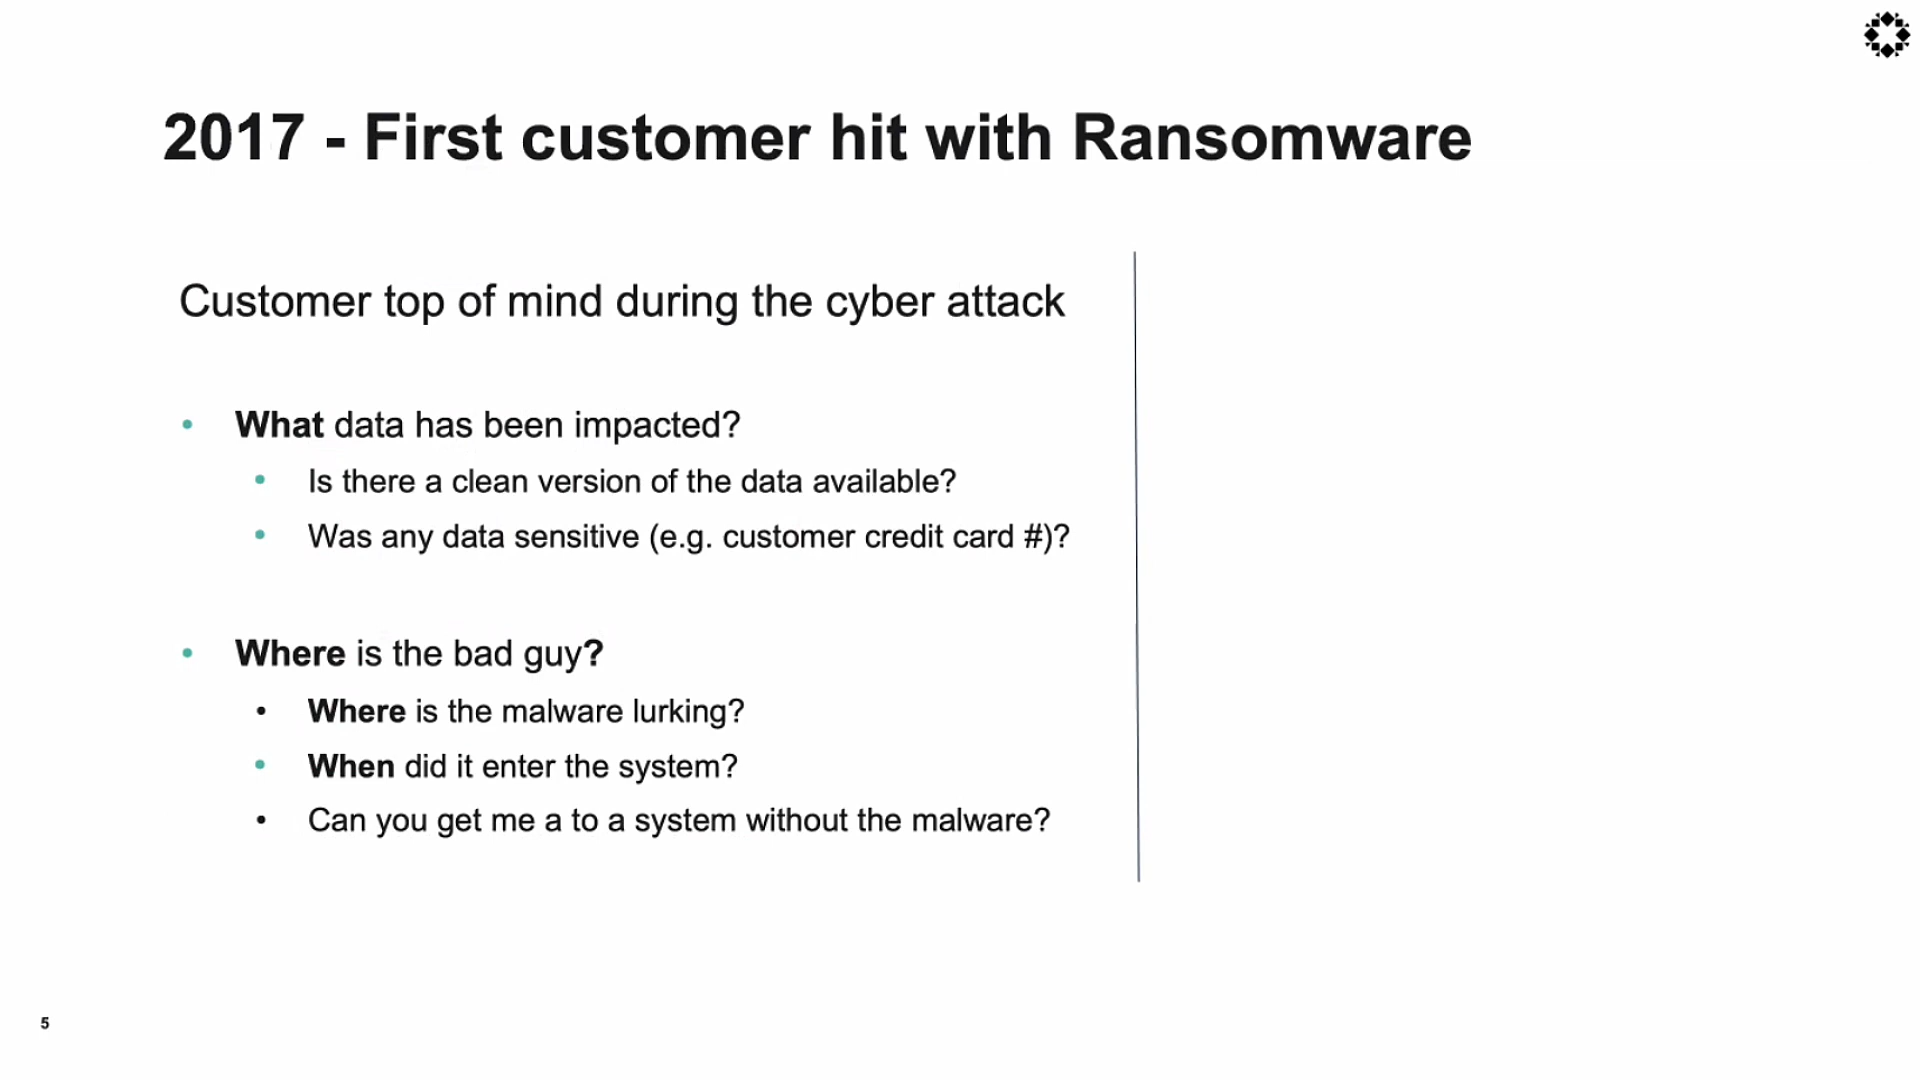 2017 - First customer hit with Ransomware
Customer top of mind during the cyber attack
• What data has been impacted?
• Is there a clean version of the data available?
• Was any data sensitive (e.g. customer credit card #)?
• Where is the bad guy?
• Where is the malware lurking?
• When did it enter the system?
• Can you get me a to a system without the malware?
5